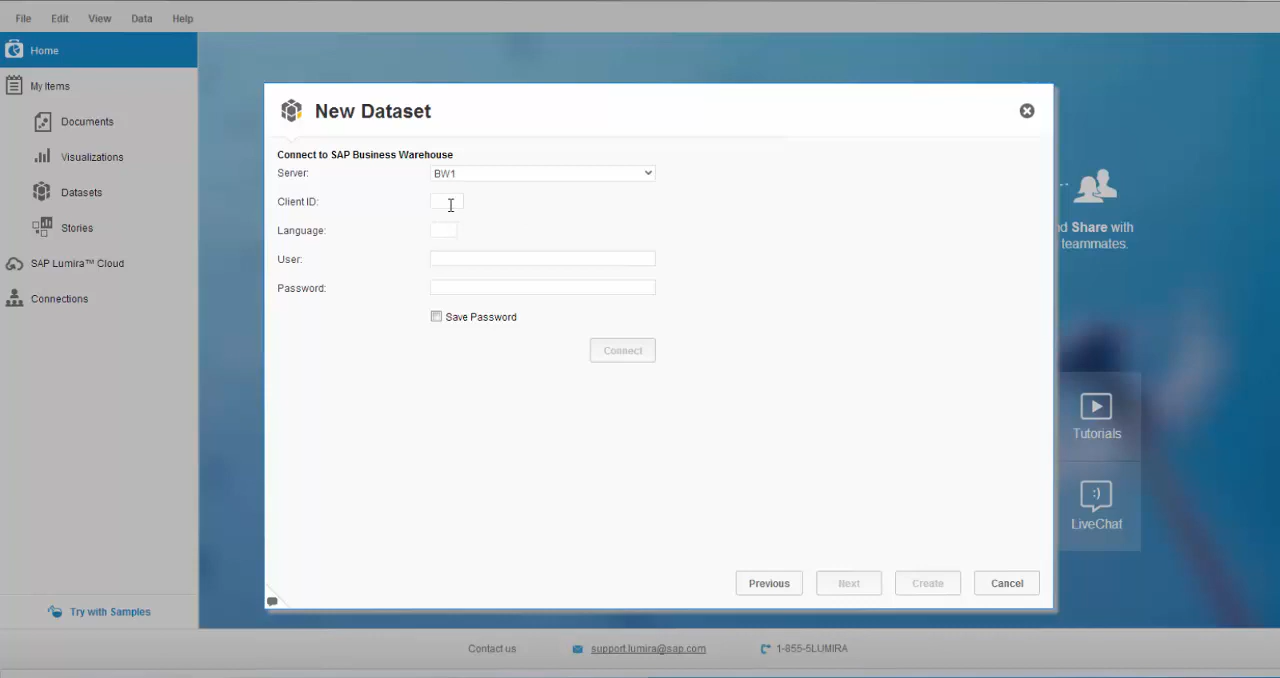 File Edit View Data Help
Home
My Items
Documents
Visualizations
Datasets
Stories
SAP Lumira™ Cloud
Connections
Try with Samples
New Dataset
Connect to SAP Business Warehouse
Server: BW1
Client ID:
Language:
User:
Password:
Save Password
Connect
Previous Next Create Cancel
d Share with
teammates.
Tutorials
:)
LiveChat
Contact us support.lumira@sap.com 1-855-5LUMIRA